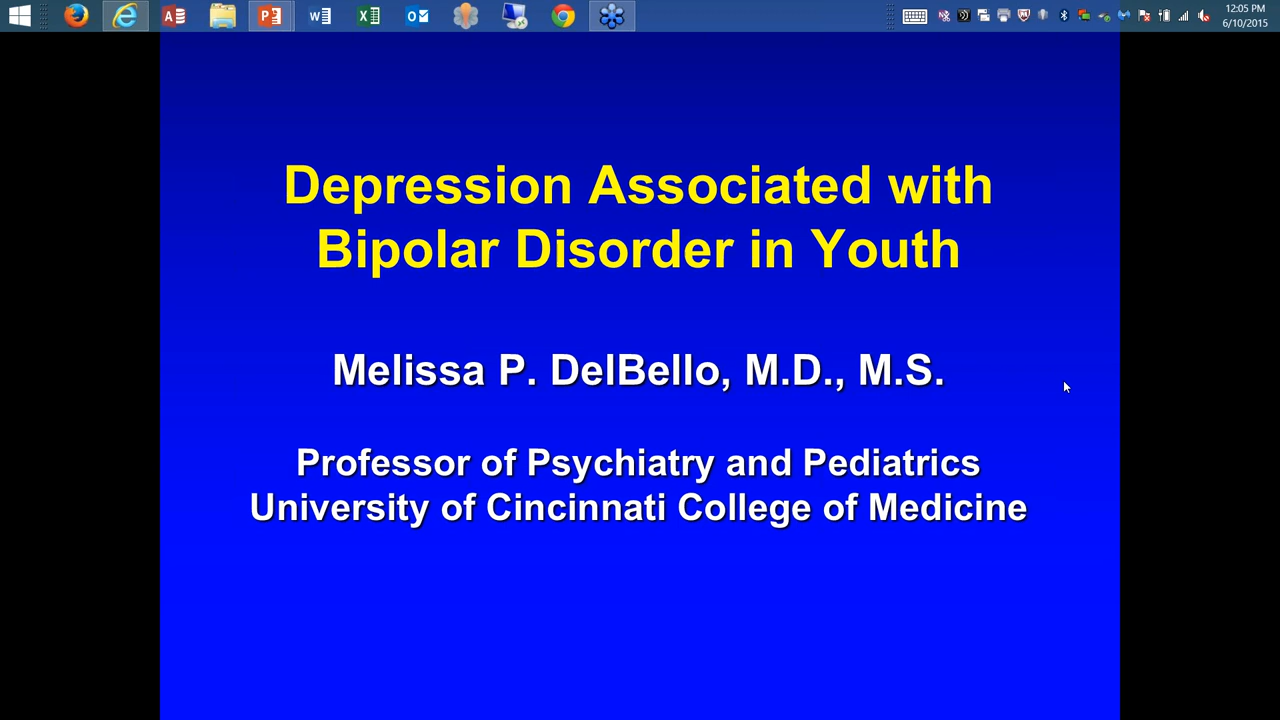 12:05 PM
6/10/2015
Depression Associated with
Bipolar Disorder in Youth
Melissa P. DelBello, M.D., M.S.
Professor of Psychiatry and Pediatrics
University of Cincinnati College of Medicine